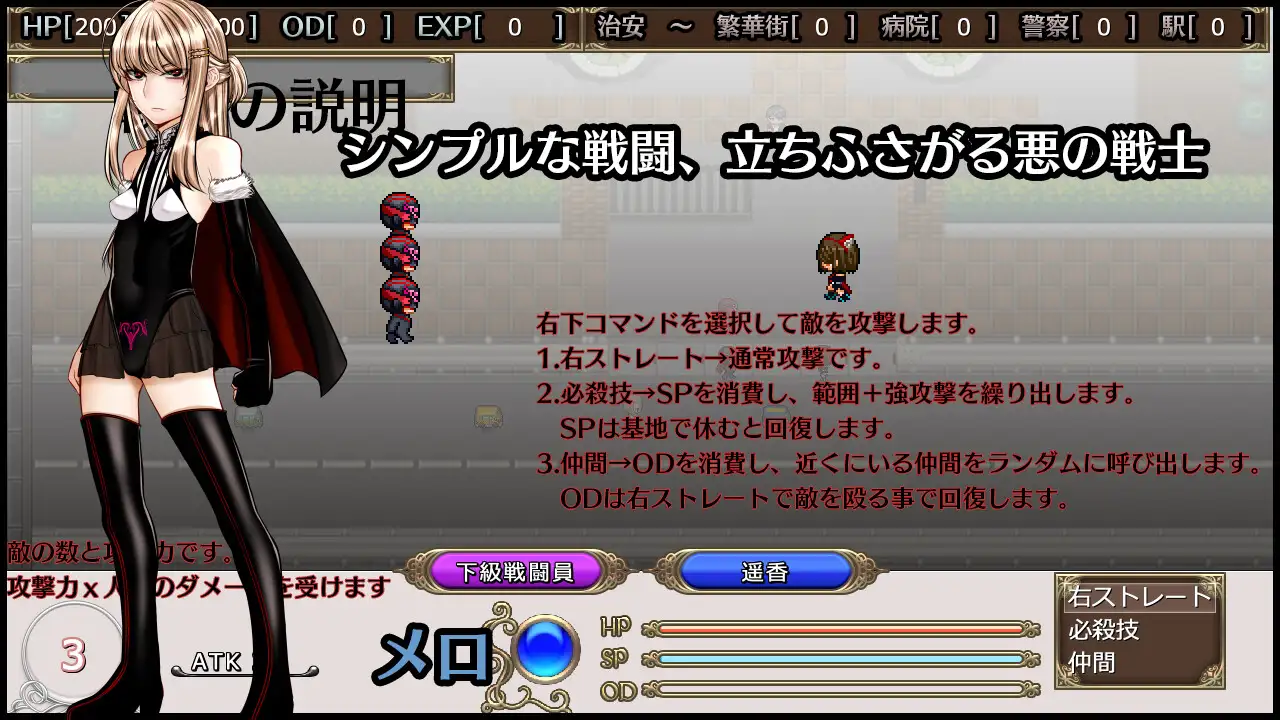 HP[200 00] OD[ 0 ] EXP[ 0 ] 治安 ～ 繁華街[ 0 ] 病院[ 0 ] 警察[ 0 ] 駅[ 0 ]
の説明
シンプルな戦闘、立ちふさがる悪の戦士
右下コマンドを選択して敵を攻撃します。
1.右ストレート→通常攻撃です。
2.必殺技→SPを消費し、範囲＋強攻撃を繰り出します。
SPは基地で休むと回復します。
3.仲間→ODを消費し、近くにいる仲間をランダムに呼び出します。
ODは右ストレートで敵を殴る事で回復します。
敵の数と攻 力です。
攻撃力ｘ人 のダメー を受けます
下級戦闘員
遥香
3
ATK
メロ
HP
SP
OD
右ストレート
必殺技
仲間